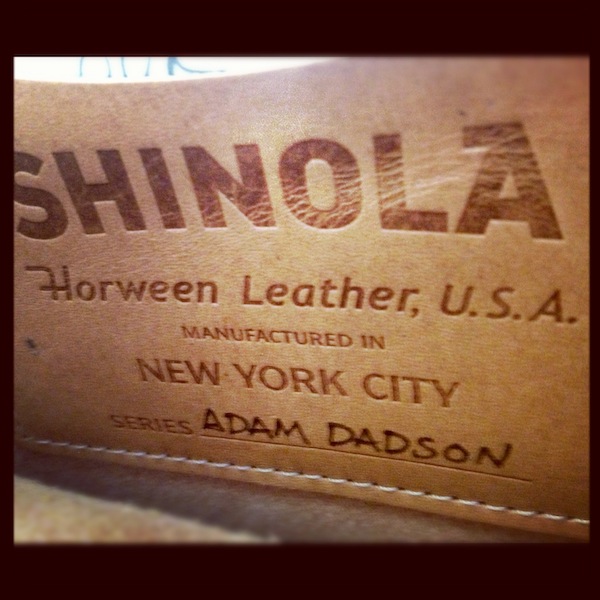 SHINOLA
Horween Leather, U.S.A.
MANUFACTURED IN
NEW YORK CITY
SERIES ADAM DADSON